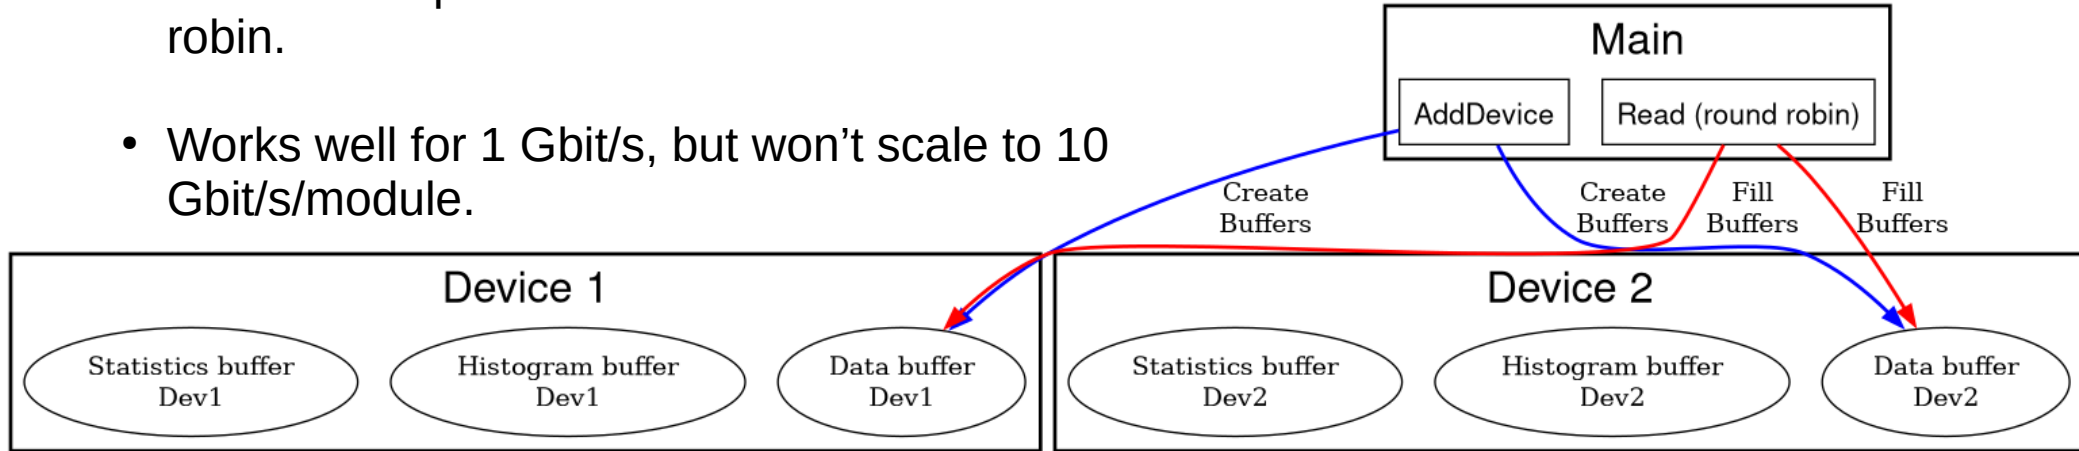 robin.
• Works well for 1 Gbit/s, but won’t scale to 10
Gbit/s/module.
Main
AddDevice
Read (round robin)
Create
Buffers
Create
Buffers
Fill
Buffers
Fill
Buffers
Device 1
Statistics buffer
Dev1
Histogram buffer
Dev1
Data buffer
Dev1
Device 2
Statistics buffer
Dev2
Histogram buffer
Dev2
Data buffer
Dev2